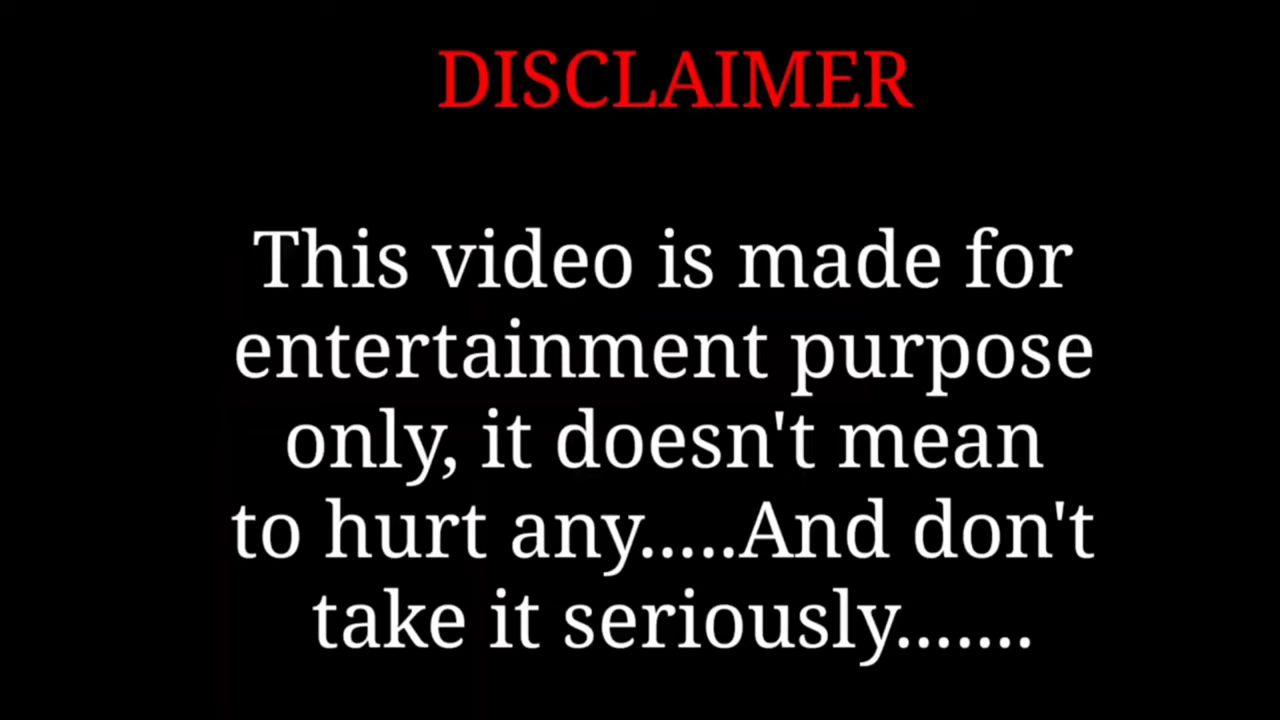 DISCLAIMER
This video is made for
entertainment purpose
only, it doesn't mean
to hurt any.....And don't
take it seriously.......